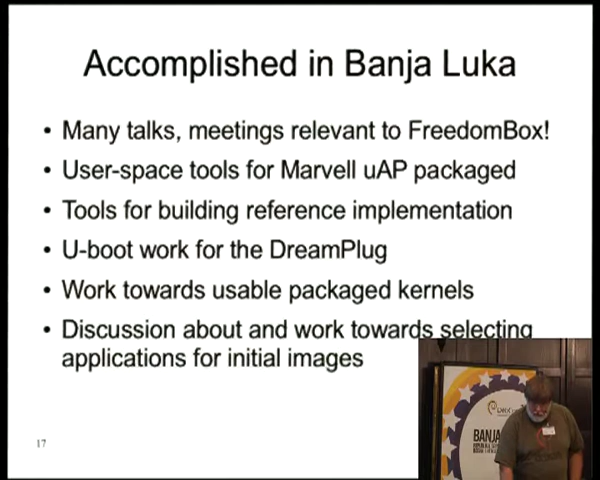 Accomplished in Banja Luka
• Many talks, meetings relevant to FreedomBox!
• User-space tools for Marvell uAP packaged
• Tools for building reference implementation
• U-boot work for the DreamPlug
• Work towards usable packaged kernels
• Discussion about and work towards selecting
applications for initial images
17
BANJA